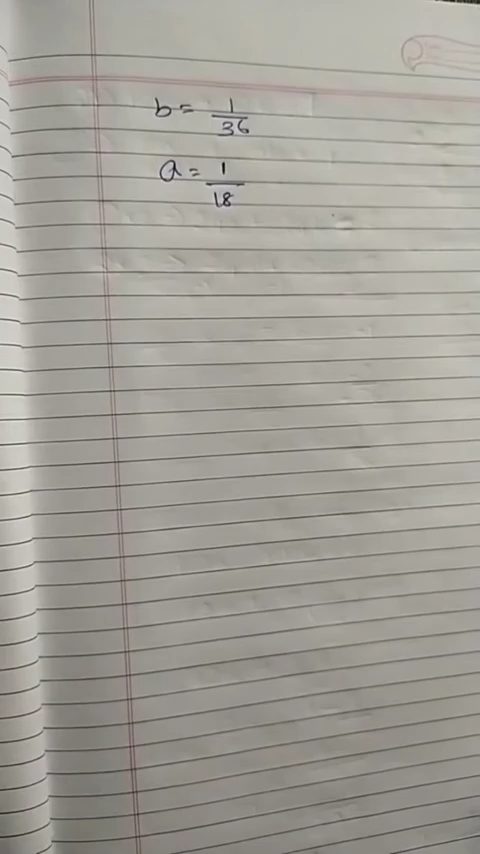 b = 1/36
a = 1/18